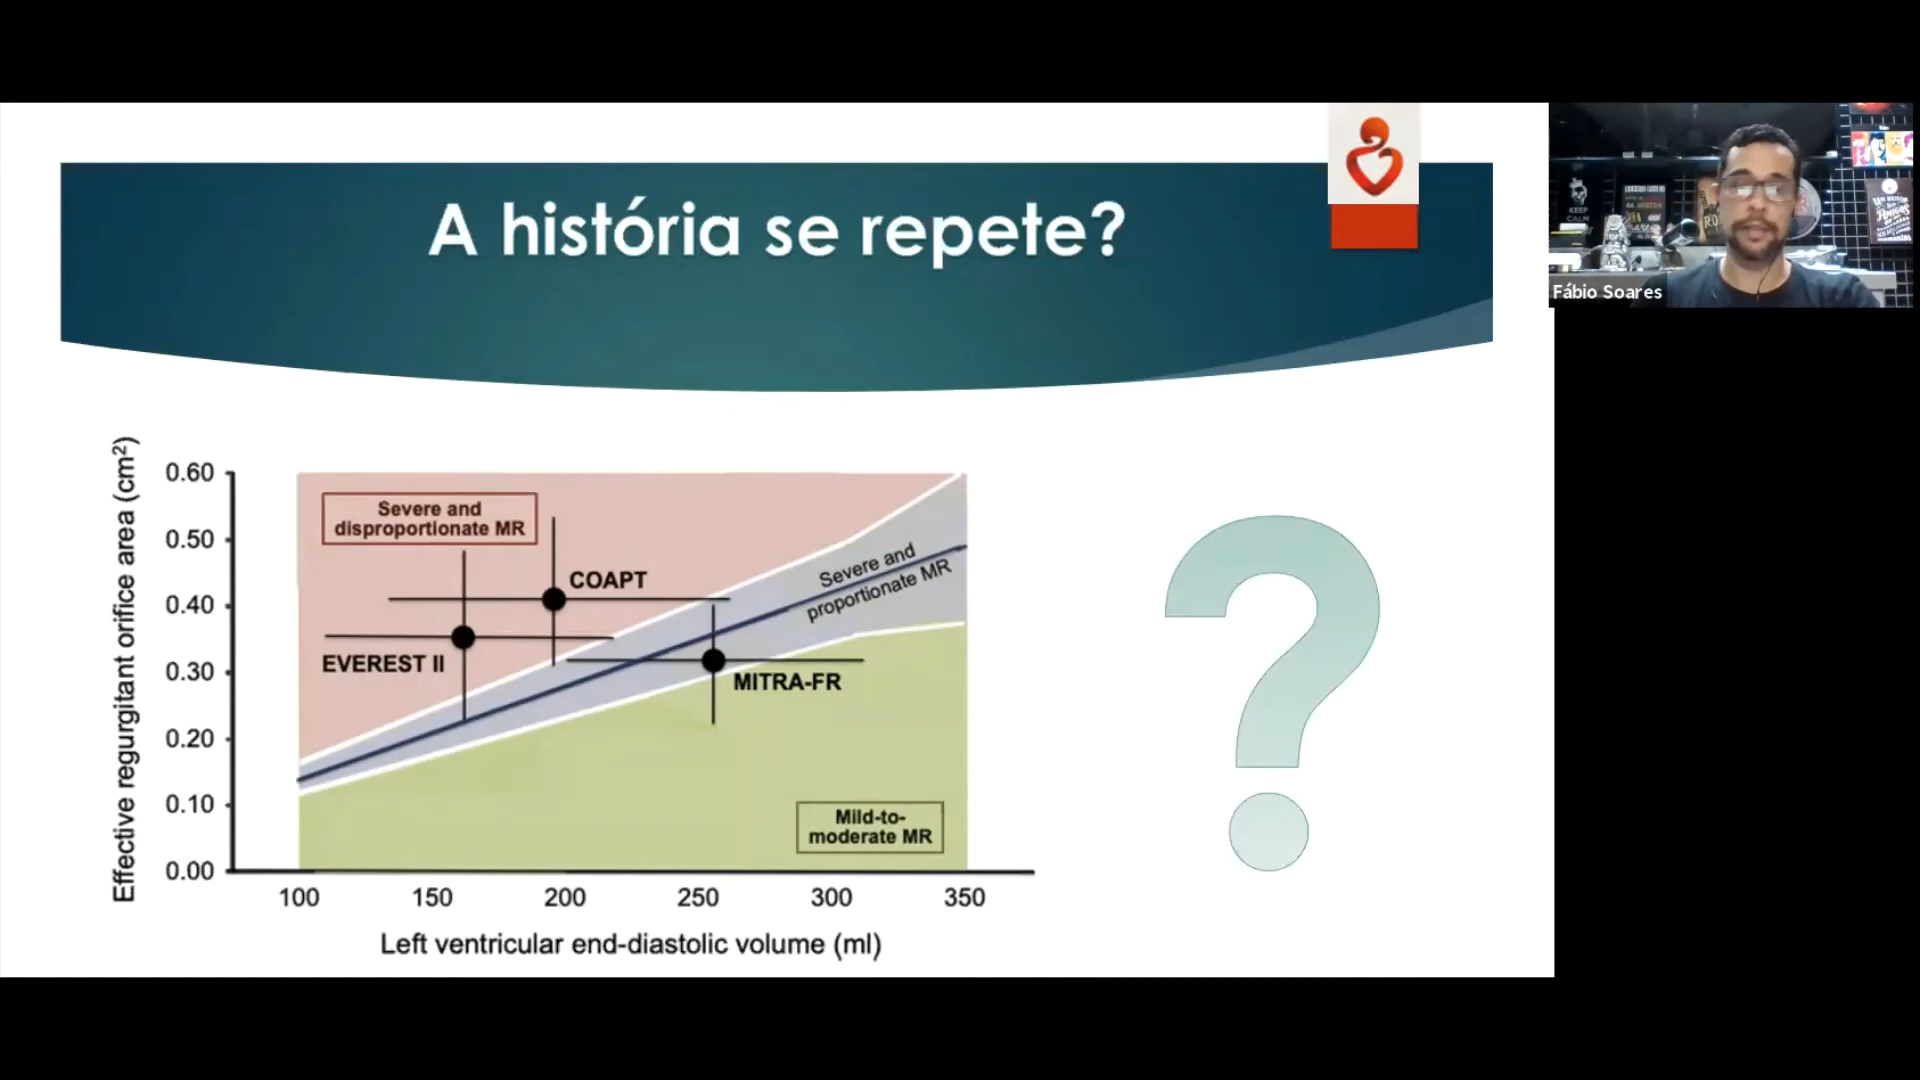 A história se repete?
Fábio Soares
KEEP
CALM
Effective regurgitant orifice area (cm²)
0.60
0.50
0.40
0.30
0.20
0.10
0.00
Severe and
disproportionate MR
COAPT
EVEREST II
MITRA-FR
Severe and
proportionate MR
Mild-to-
moderate MR
100 150 200 250 300 350
Left ventricular end-diastolic volume (ml)
?